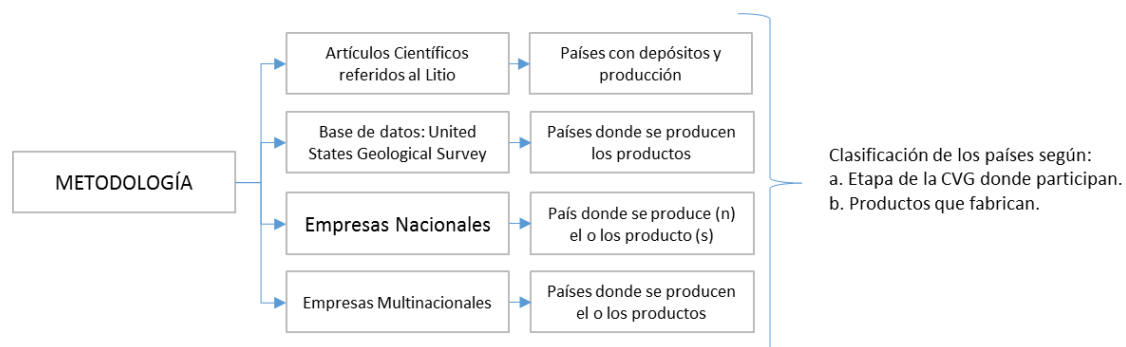 METODOLOGÍA
Artículos Científicos
referidos al Litio
Países con depósitos y
producción
Base de datos: United
States Geological Survey
Países donde se producen
los productos
Empresas Nacionales
País donde se produce (n)
el o los producto (s)
Empresas Multinacionales
Países donde se producen
el o los productos
Clasificación de los países según:
a. Etapa de la CVG donde participan.
b. Productos que fabrican.